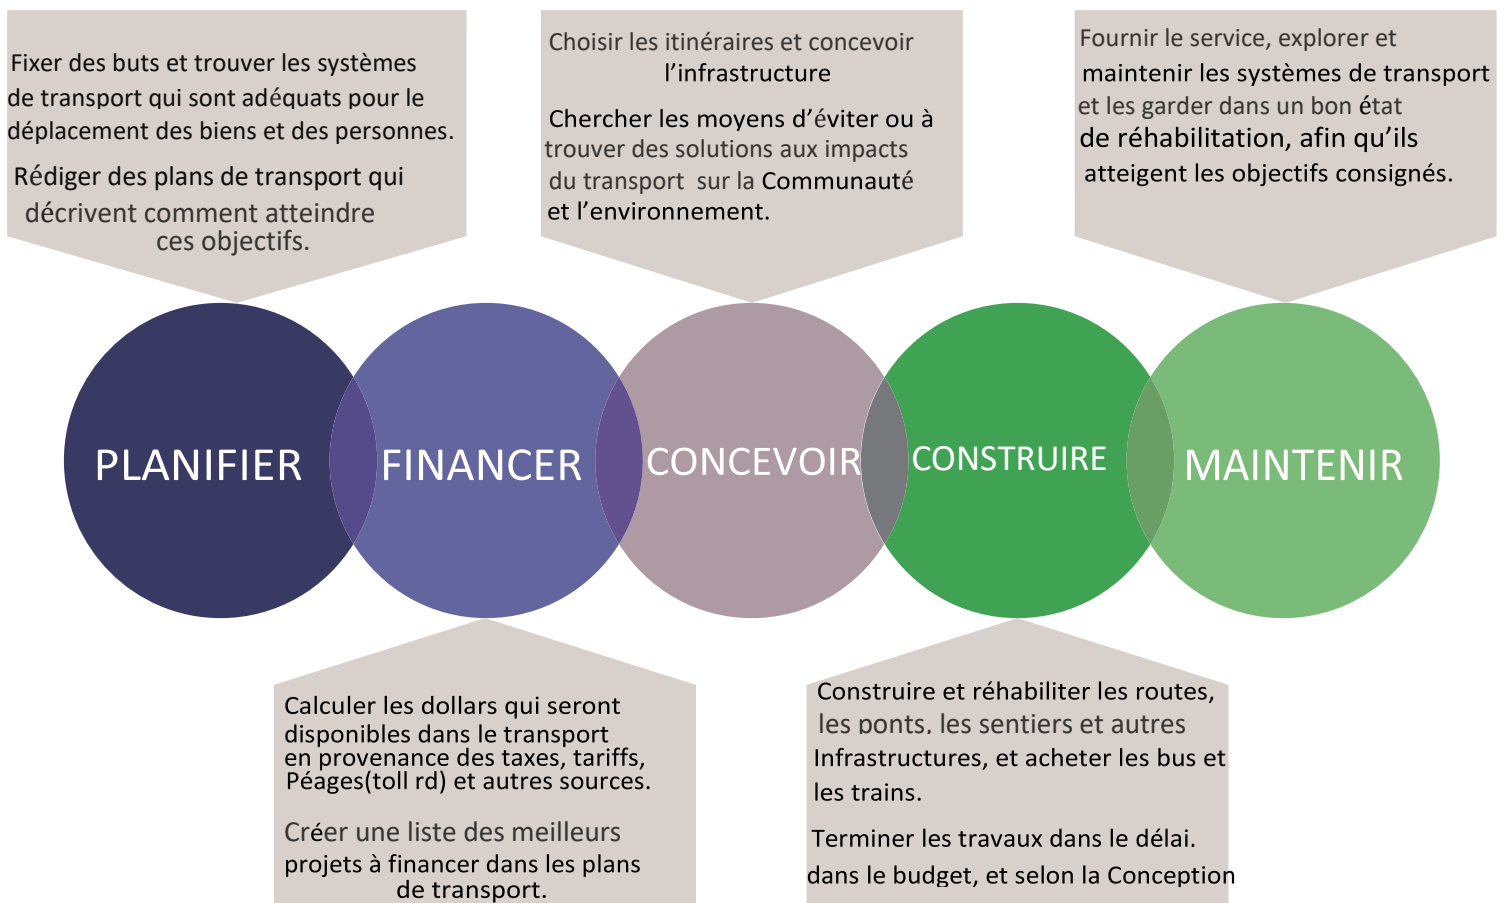 Fixer des buts et trouver les systèmes
de transport qui sont adéquats pour le
déplacement des biens et des personnes.
Rédiger des plans de transport qui
décrivent comment atteindre
ces objectifs.
Choisir les itinéraires et concevoir
l’infrastructure
Chercher les moyens d’éviter ou à
trouver des solutions aux impacts
du transport sur la Communauté
et l’environnement.
Fournir le service, explorer et
maintenir les systèmes de transport
et les garder dans un bon état
de réhabilitation, afin qu’ils
atteigent les objectifs consignés.
PLANIFIER
FINANCER
CONCEVOIR
CONSTRUIRE
MAINTENIR
Calculer les dollars qui seront
disponibles dans le transport
en provenance des taxes, tariffs,
Péages(toll rd) et autres sources.
Créer une liste des meilleurs
projets à financer dans les plans
de transport.
Construire et réhabiliter les routes,
les ponts, les sentiers et autres
Infrastructures, et acheter les bus et
les trains.
Terminer les travaux dans le délai.
dans le budget, et selon la Conception